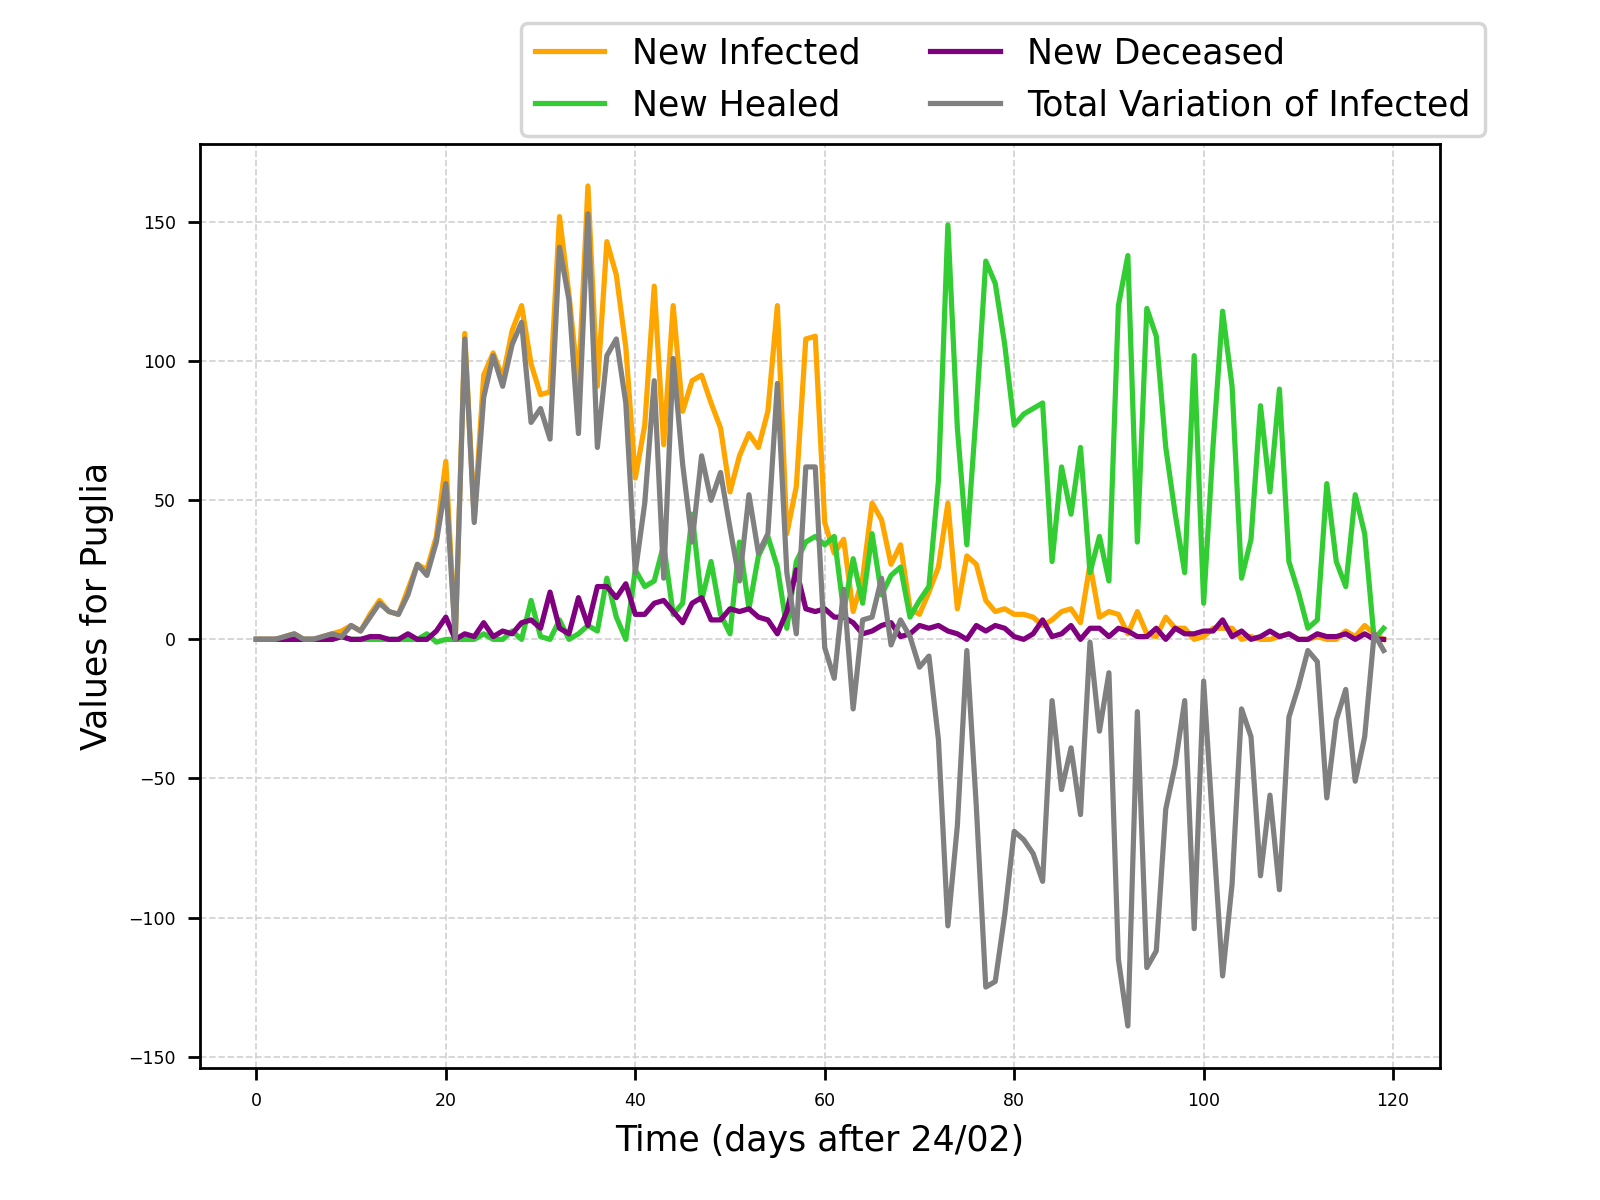 New Infected
New Healed
New Deceased
Total Variation of Infected
Values for Puglia
150
100
50
0
−50
−100
−150
0 20 40 60 80 100 120
Time (days after 24/02)